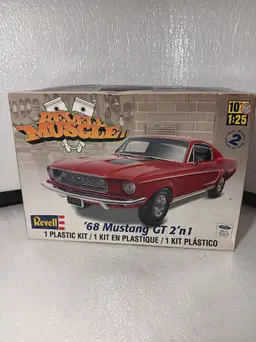 REVELL
MUSCLE!!
1:25
2
Revell
'68 Mustang GT 2'n1
1 PLASTIC KIT / 1 KIT EN PLASTIQUE / 1 KIT PLÁSTICO